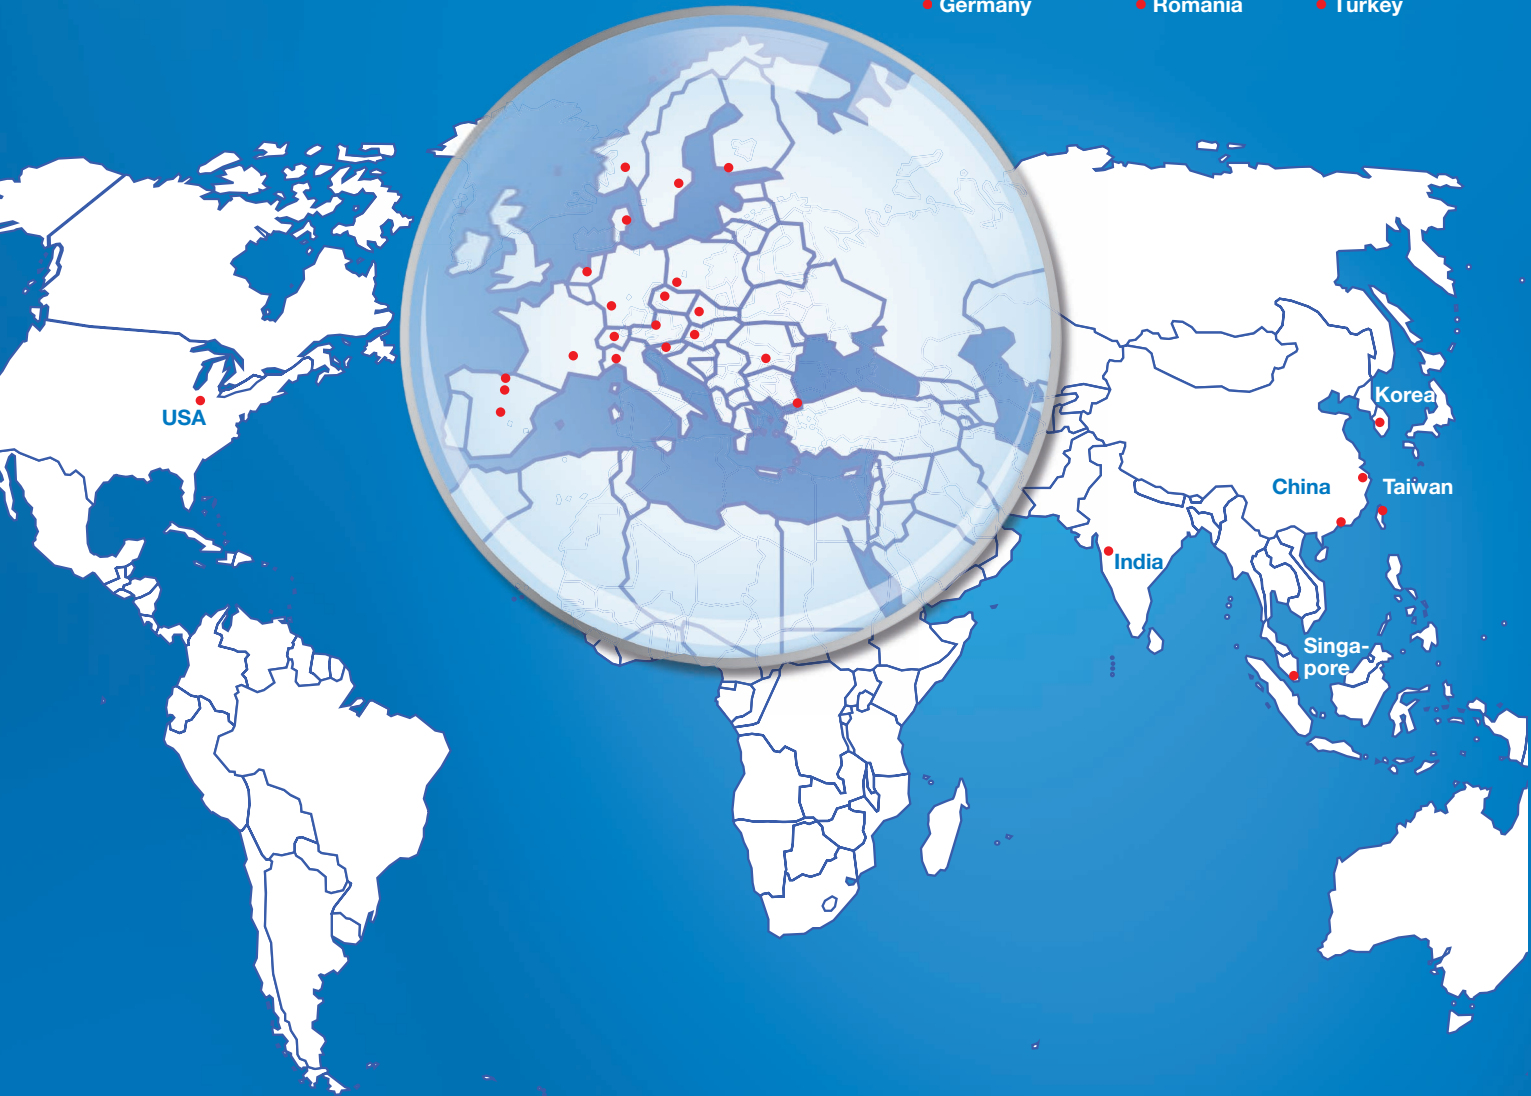 Germany
Romania
Turkey
USA
Korea
China
Taiwan
India
Singa-
pore